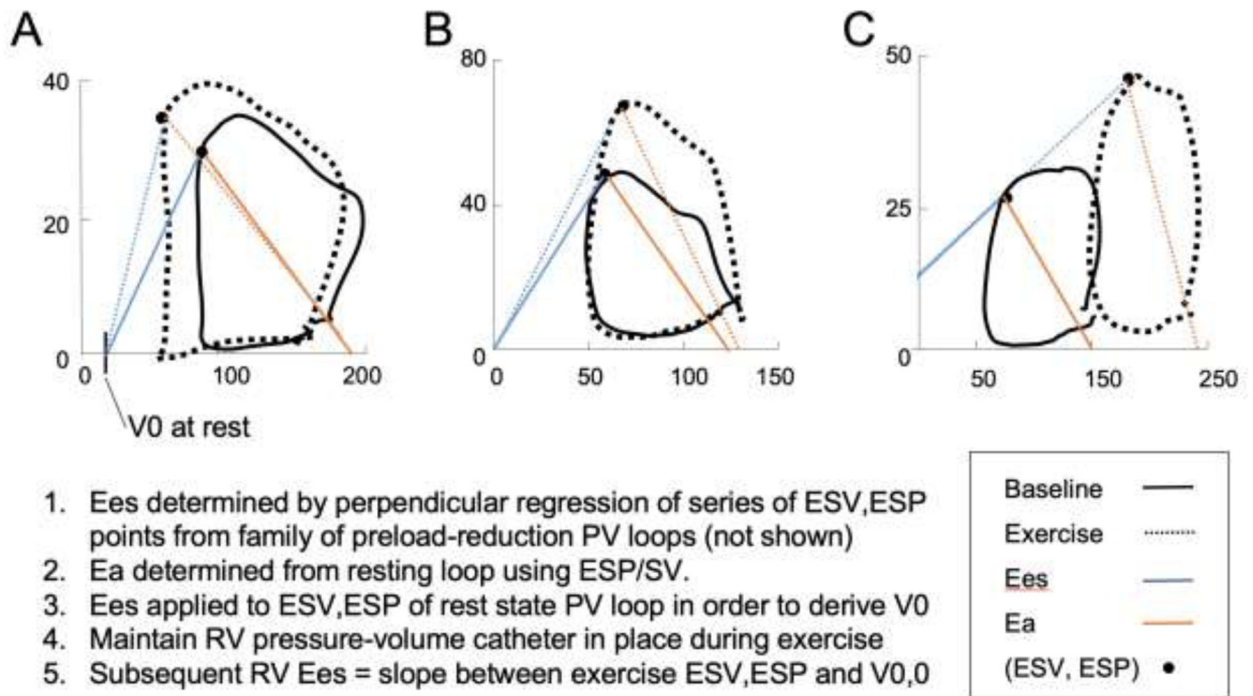 A
B
C
40
20
0
0
100
200
V0 at rest
80
40
0
0
50
100
150
50
25
0
50
150
250
1. Ees determined by perpendicular regression of series of ESV,ESP
points from family of preload-reduction PV loops (not shown)
2. Ea determined from resting loop using ESP/SV.
3. Ees applied to ESV,ESP of rest state PV loop in order to derive V0
4. Maintain RV pressure-volume catheter in place during exercise
5. Subsequent RV Ees = slope between exercise ESV,ESP and V0,0
Baseline
Exercise
Ees
Ea
(ESV, ESP)